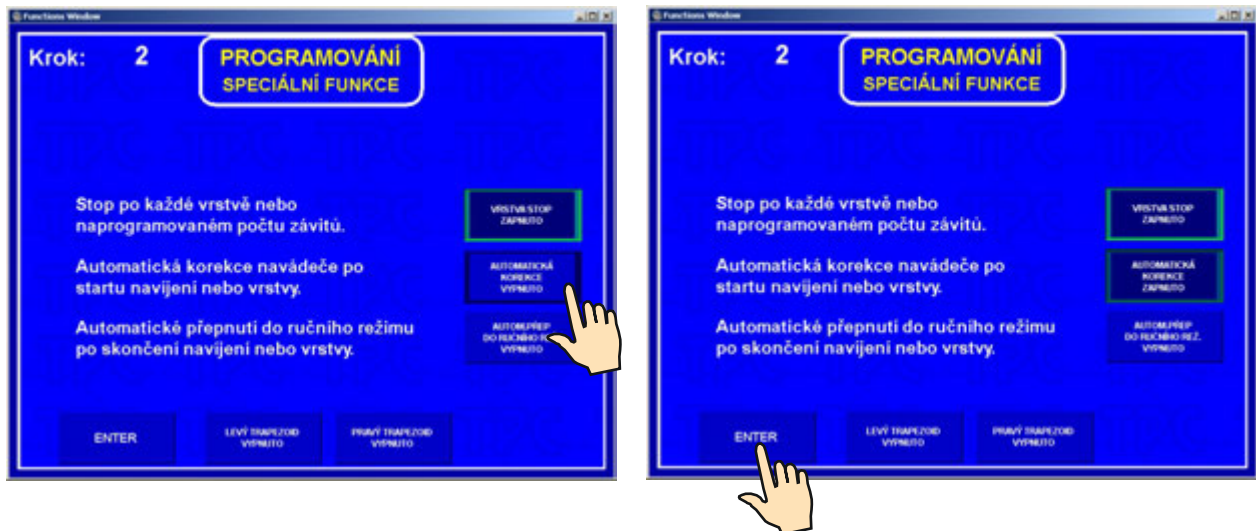 Functions Window
Krok: 2
PROGRAMOVÁNÍ
SPECIÁLNÍ FUNKCE
Stop po každé vrstvě nebo
naprogramovaném počtu závitů.
VRSTVA STOP
ZAPNUTO
Automatická korekce navádeče po
startu navíjení nebo vrstvy.
AUTOMATICKÁ
KOREKCE
VYPNUTO
Automatické přepnutí do ručního režimu
po skončení navíjení nebo vrstvy.
AUTOM.PŘEP
DO RUČNÍHO
VYPNUTO
ENTER
LEVÝ TRAPEZOID
VYPNUTO
PRAVÝ TRAPEZOID
VYPNUTO
Functions Window
Krok: 2
PROGRAMOVÁNÍ
SPECIÁLNÍ FUNKCE
Stop po každé vrstvě nebo
naprogramovaném počtu závitů.
VRSTVA STOP
ZAPNUTO
Automatická korekce navádeče po
startu navíjení nebo vrstvy.
AUTOMATICKÁ
KOREKCE
ZAPNUTO
Automatické přepnutí do ručního režimu
po skončení navíjení nebo vrstvy.
AUTOM.PŘEP
DO RUČNÍHO REŽ.
VYPNUTO
ENTER
LEVÝ TRAPEZOID
VYPNUTO
PRAVÝ TRAPEZOID
VYPNUTO